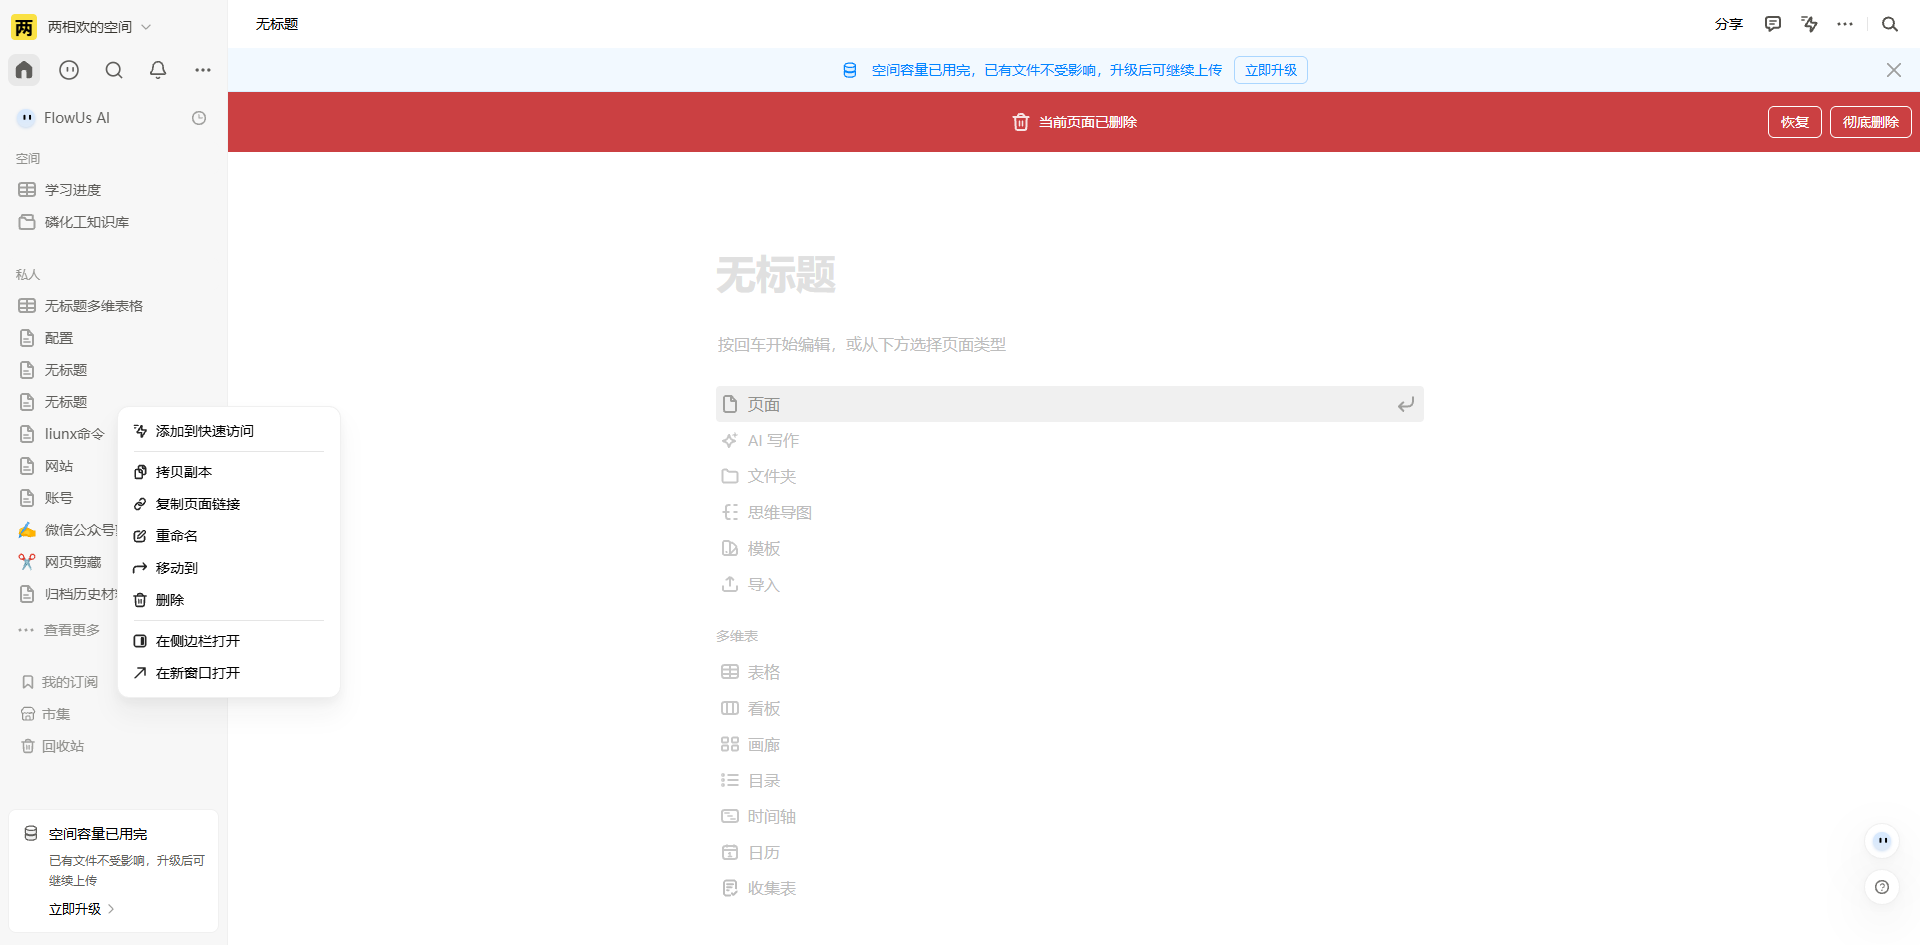 两 两相欢的空间
FlowUs AI
空间
学习进度
磷化工知识库
私人
无标题多维表格
配置
无标题
无标题
liunx命令
网站
账号
微信公众号
网页剪藏
归档历史材
查看更多
我的订阅
市集
回收站
空间容量已用完
已有文件不受影响，升级后可
继续上传
立即升级
添加到快速访问
拷贝副本
复制页面链接
重命名
移动到
删除
在侧边栏打开
在新窗口打开
无标题
分享
空间容量已用完，已有文件不受影响，升级后可继续上传 立即升级
当前页面已删除
恢复 彻底删除
无标题
按回车开始编辑，或从下方选择页面类型
页面
AI 写作
文件夹
思维导图
模板
导入
多维表
表格
看板
画廊
目录
时间轴
日历
收集表